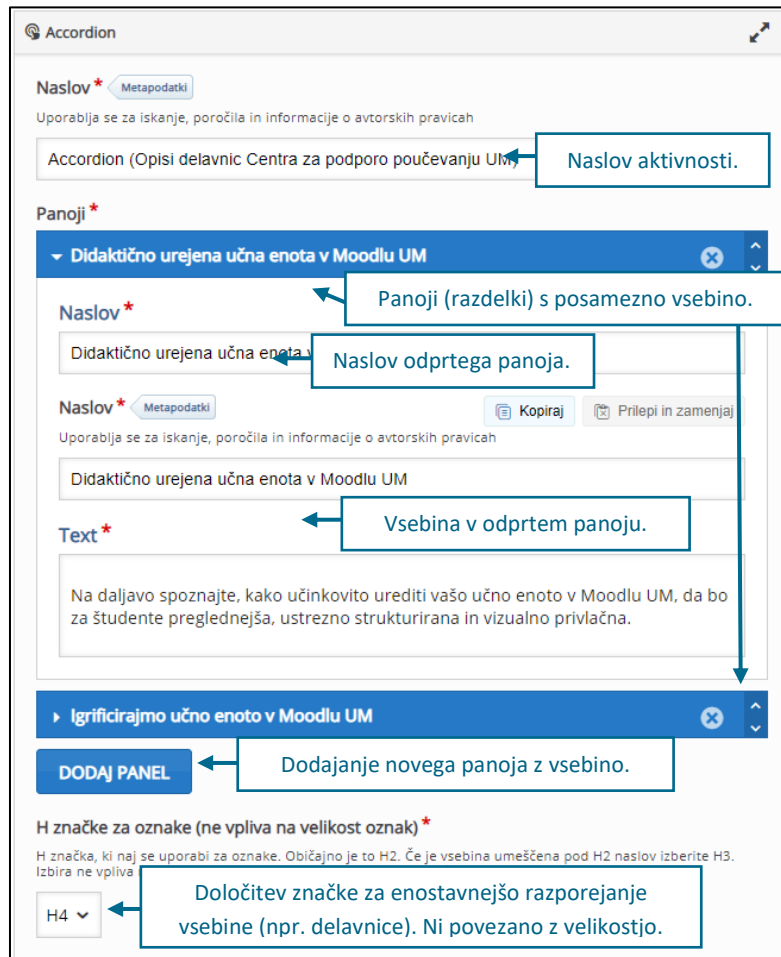 Accordion
Naslov * Metapodatki
Uporablja se za iskanje, poročila in informacije o avtorskih pravicah
Accordion (Opisi delavnic Centra za podporo poučevanju UM)
Naslov aktivnosti.
Panoji *
Didaktično urejena učna enota v Moodlu UM
Panoji (razdelki) s posamezno vsebino.
Naslov *
Didaktično urejena učna enota v
Naslov odprtega panoja.
Naslov * Metapodatki
Kopiraj
Prilepi in zamenjaj
Uporablja se za iskanje, poročila in informacije o avtorskih pravicah
Didaktično urejena učna enota v Moodlu UM
Vsebina v odprtem panoju.
Text *
Na daljavo spoznajte, kako učinkovito urediti vašo učno enoto v Moodlu UM, da bo
za študente preglednejša, ustrezno strukturirana in vizualno privlačna.
Igrificirajmo učno enoto v Moodlu UM
DODAJ PANEL
Dodajanje novega panoja z vsebino.
H značke za oznake (ne vpliva na velikost oznak) *
H značka, ki naj se uporabi za oznake. Običajno je to H2. Če je vsebina umeščena pod H2 naslov izberite H3.
Izbira ne vpliva
Določitev značke za enostavnejšo razporejanje
vsebine (npr. delavnice). Ni povezano z velikostjo.
H4